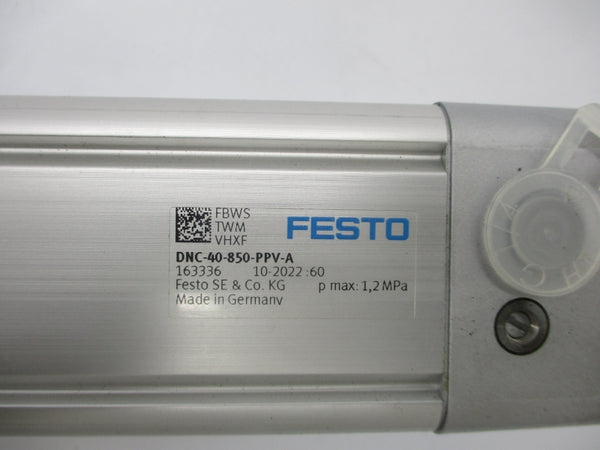 FBWS
TWM
VHXF
FESTO
DNC-40-850-PPV-A
163336 10-2022 :60
Festo SE & Co. KG p max: 1,2 MPa
Made in Germany